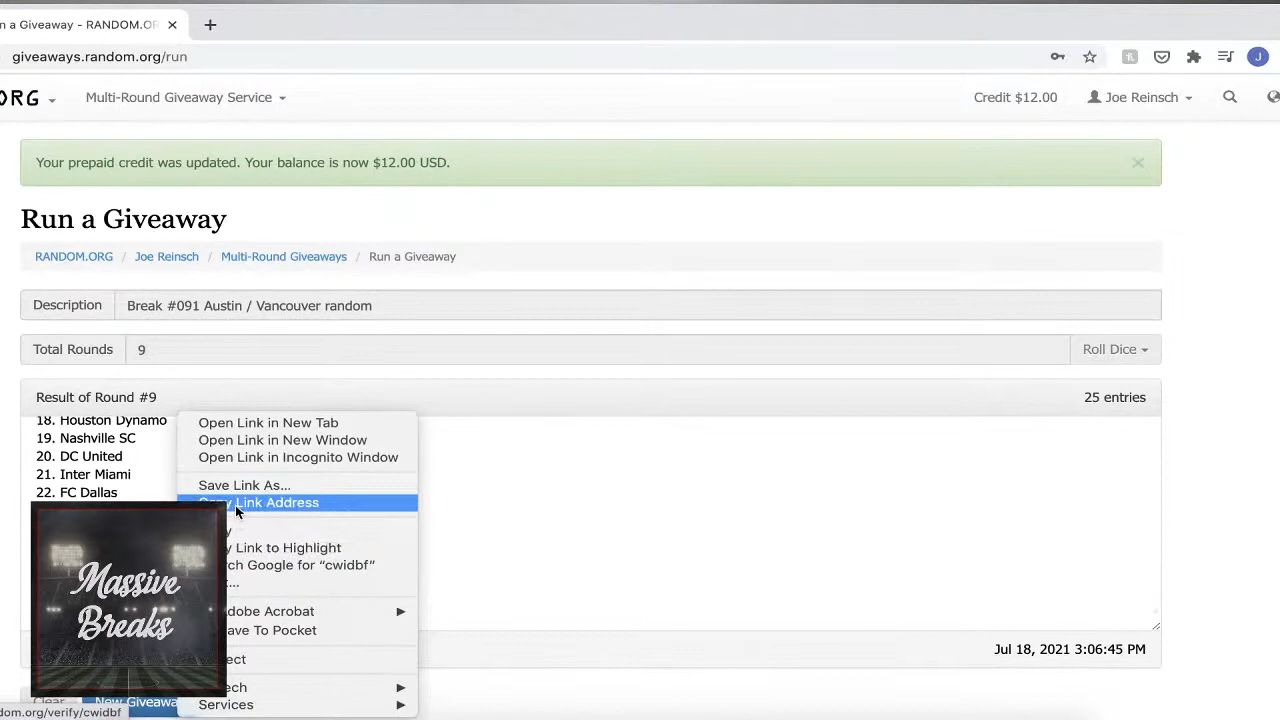 n a Giveaway - RANDOM.OR
giveaways.random.org/run
J
ORG
Multi-Round Giveaway Service
Credit $12.00
Joe Reinsch
Your prepaid credit was updated. Your balance is now $12.00 USD.
Run a Giveaway
RANDOM.ORG / Joe Reinsch / Multi-Round Giveaways / Run a Giveaway
Description Break #091 Austin / Vancouver random
Total Rounds 9 Roll Dice
Result of Round #9 25 entries
18. Houston Dynamo
19. Nashville SC
20. DC United
21. Inter Miami
22. FC Dallas
Open Link in New Tab
Open Link in New Window
Open Link in Incognito Window
Save Link As...
Copy Link Address
y
y Link to Highlight
rch Google for “cwidbf”
t...
dobe Acrobat
ave To Pocket
ect
ech
Services
Massive
Breaks
Jul 18, 2021 3:06:45 PM
Clear
New Giveawa
dom.org/verify/cwidbf